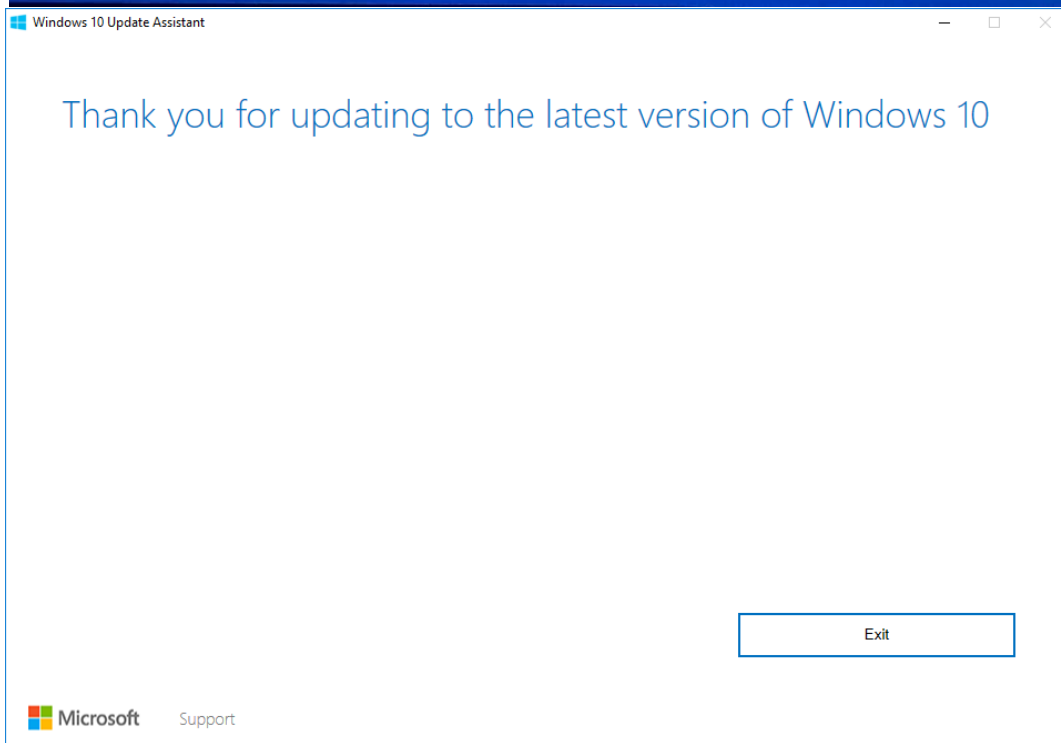 Windows 10 Update Assistant
Thank you for updating to the latest version of Windows 10
Exit
Microsoft Support